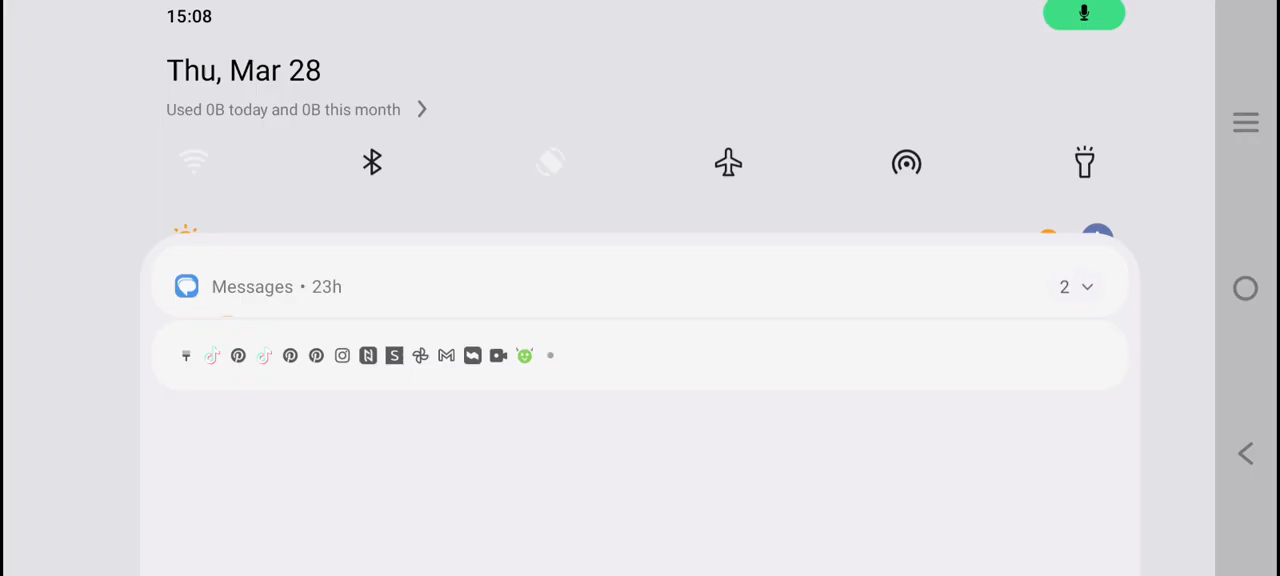 15:08
Thu, Mar 28
Used 0B today and 0B this month
Messages • 23h
2